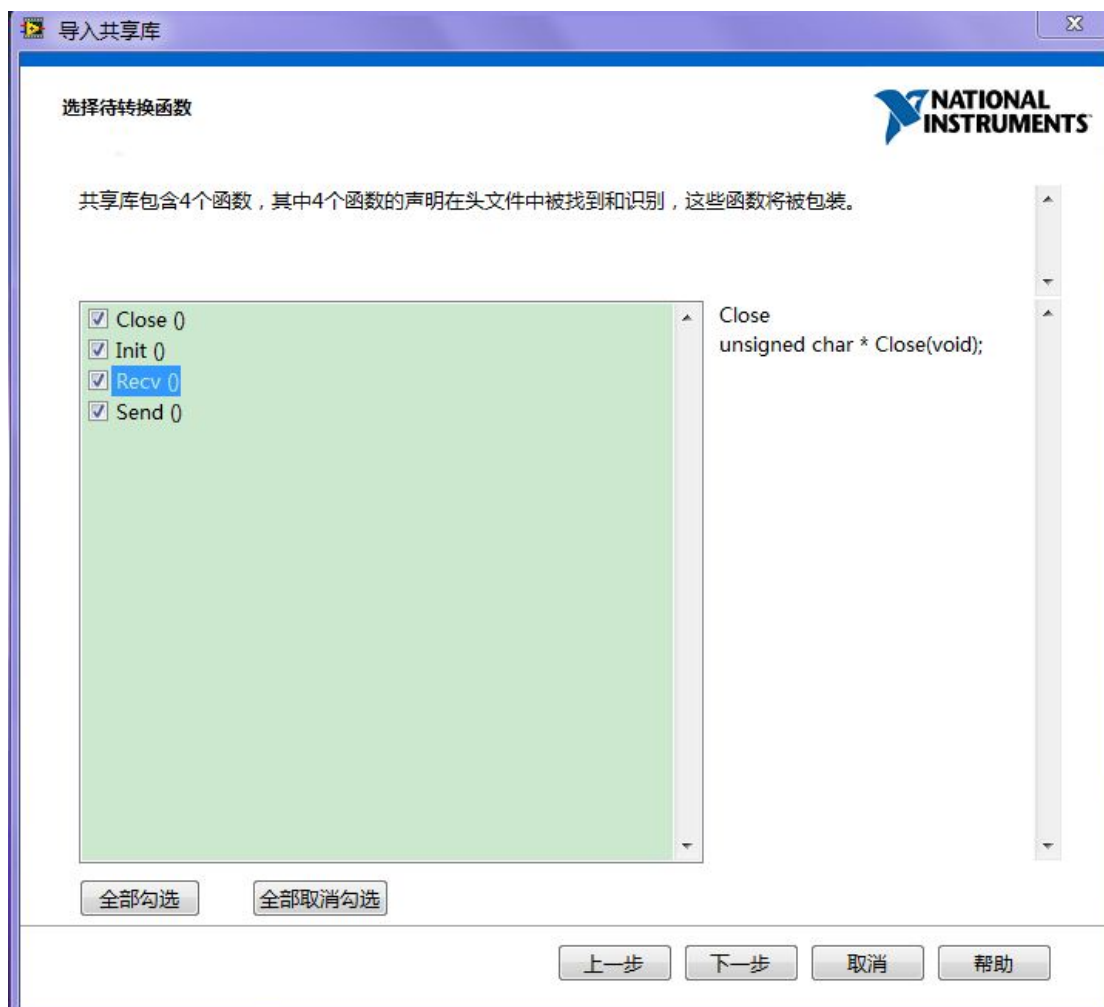 导入共享库
选择待转换函数
NATIONAL
INSTRUMENTS
共享库包含4个函数，其中4个函数的声明在头文件中被找到和识别，这些函数将被包装。
Close ()
Init ()
Recv ()
Send ()
Close
unsigned char * Close(void);
全部勾选
全部取消勾选
上一步
下一步
取消
帮助